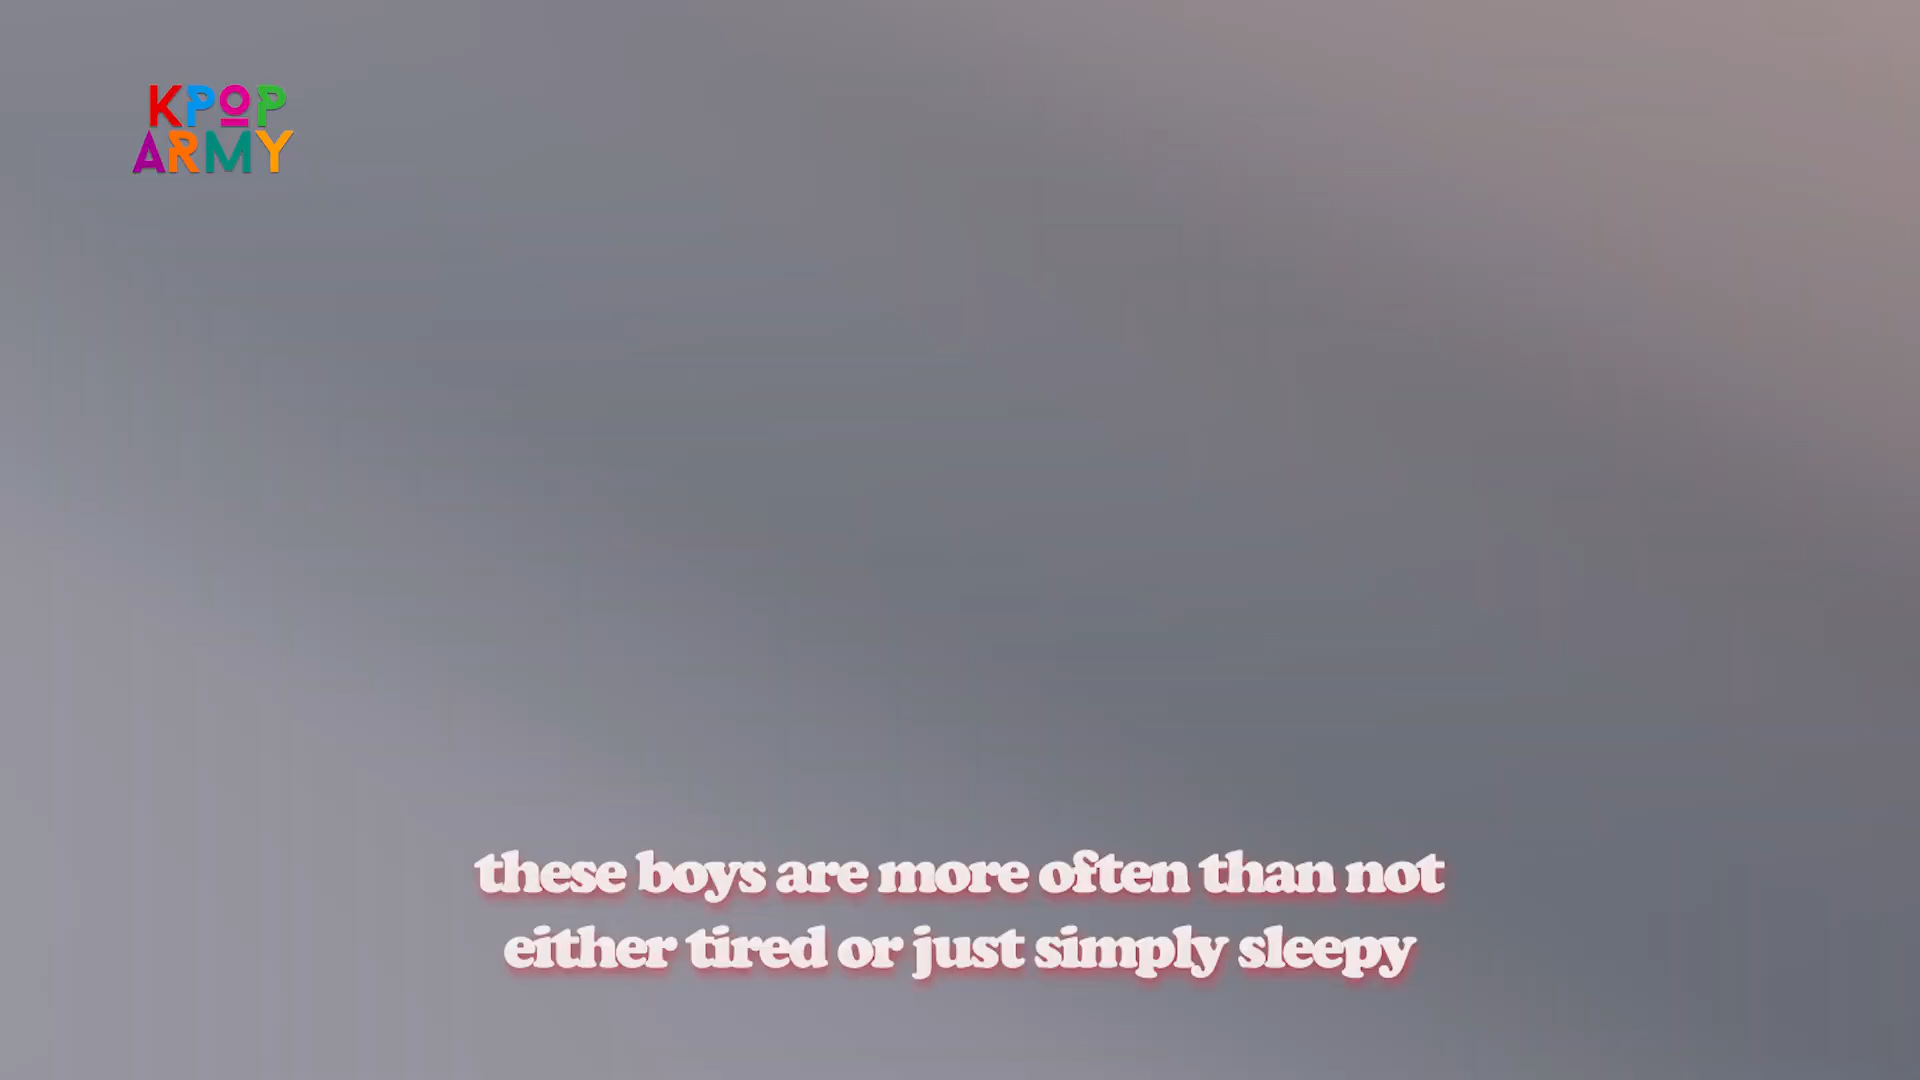 KPOP
ARMY
these boys are more often than not
either tired or just simply sleepy